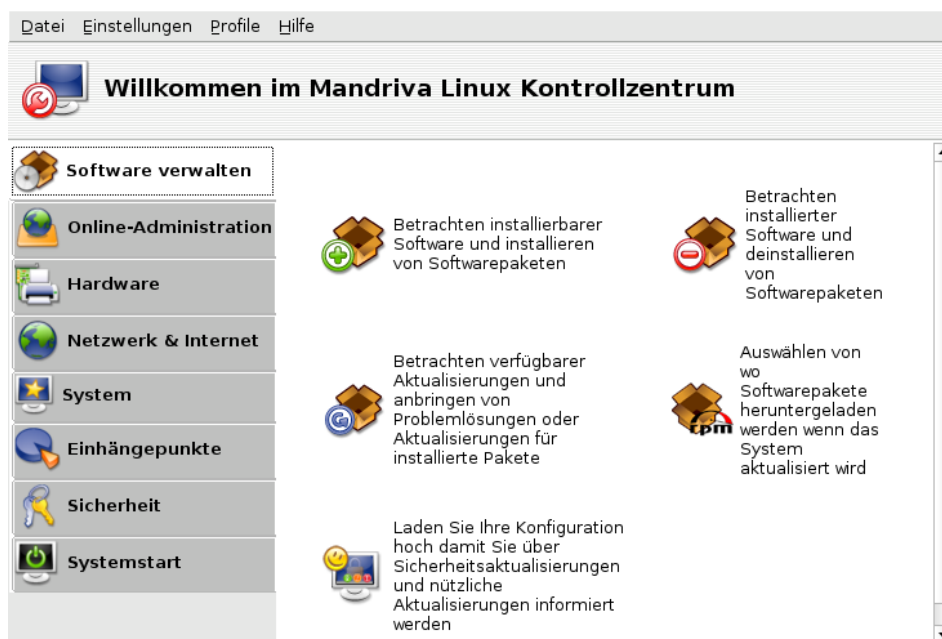 Datei Einstellungen Profile Hilfe
Willkommen im Mandriva Linux Kontrollzentrum
Software verwalten
Online-Administration
Hardware
Netzwerk & Internet
System
Einhängepunkte
Sicherheit
Systemstart
Betrachten installierbarer
Software und installieren
von Softwarepaketen
Betrachten
installierter
Software und
deinstallieren
von
Softwarepaketen
Betrachten verfügbarer
Aktualisierungen und
anbringen von
Problemlösungen oder
Aktualisierungen für
installierte Pakete
Auswählen von
wo
Softwarepakete
heruntergeladen
werden wenn das
System
aktualisiert wird
rpm
Laden Sie Ihre Konfiguration
hoch damit Sie über
Sicherheitsaktualisierungen
und nützliche
Aktualisierungen informiert
werden